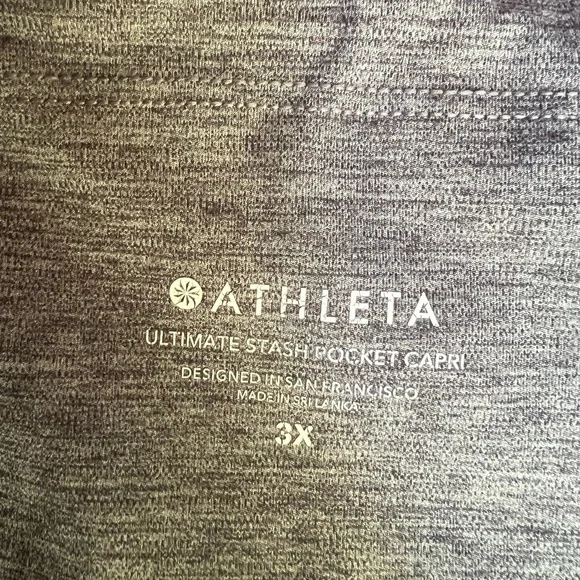 ATHLETA
ULTIMATE STASH POCKET CAPRI
DESIGNED IN SAN FRANCISCO
MADE IN SRI LANKA
3X